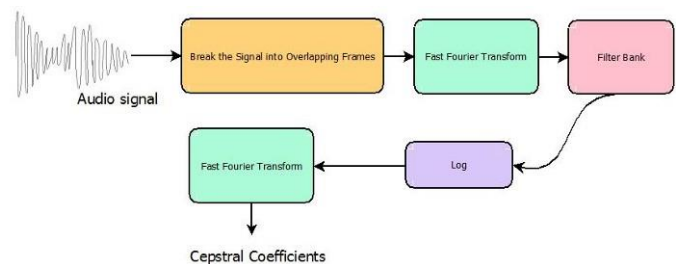 Break the Signal into Overlapping Frames
Fast Fourier Transform
Filter Bank
Audio signal
Log
Fast Fourier Transform
Cepstral Coefficients